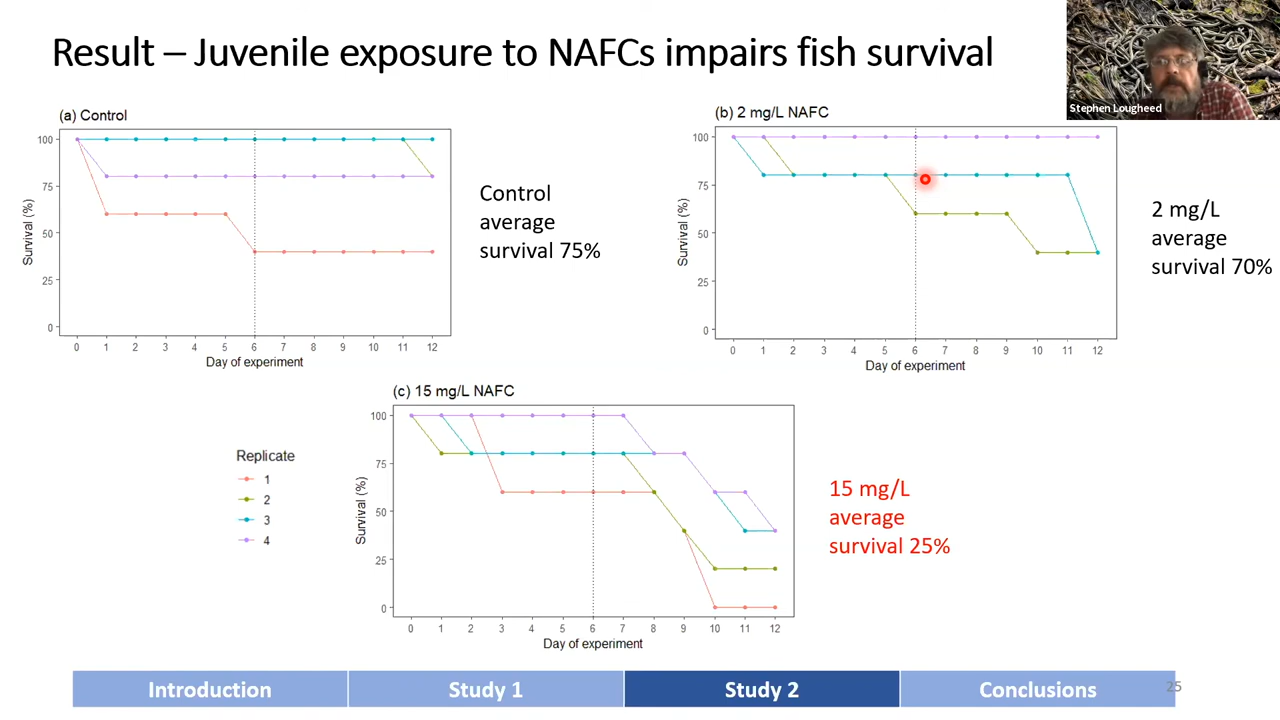 Result – Juvenile exposure to NAFCs impairs fish survival
Stephen Lougheed
(a) Control
100
75
50
25
0
Survival (%)
0 1 2 3 4 5 6 7 8 9 10 11 12
Day of experiment
Control
average
survival 75%
(b) 2 mg/L NAFC
100
75
50
25
0
Survival (%)
0 1 2 3 4 5 6 7 8 9 10 11 12
Day of experiment
2 mg/L
average
survival 70%
(c) 15 mg/L NAFC
100
75
50
25
0
Survival (%)
0 1 2 3 4 5 6 7 8 9 10 11 12
Day of experiment
Replicate
1
2
3
4
15 mg/L
average
survival 25%
Introduction
Study 1
Study 2
Conclusions
25